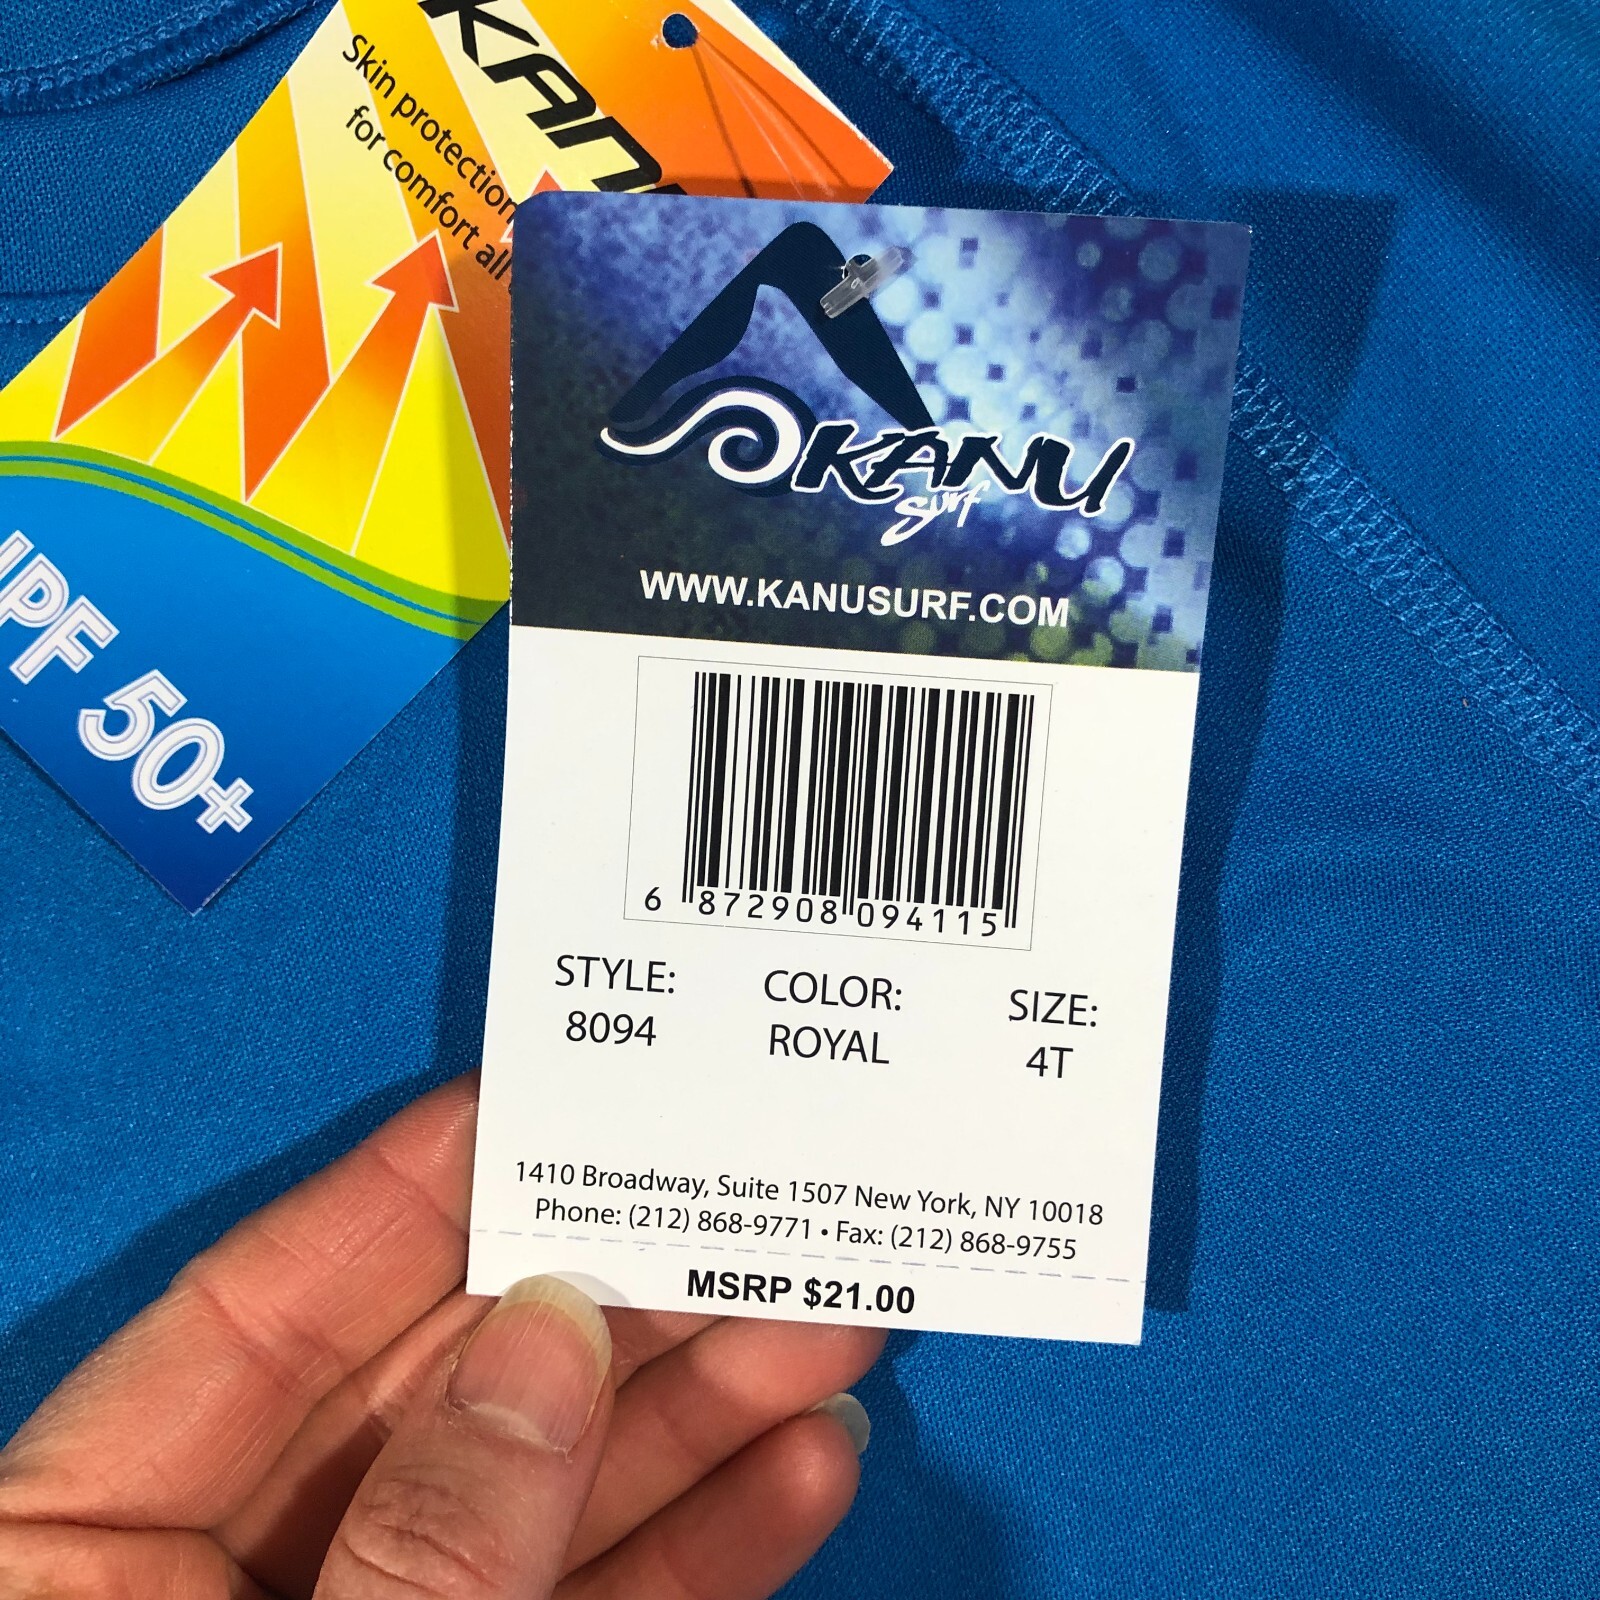 KANU
Skin protection
for comfort all
UPF 50+
KANU
surf
WWW.KANUSURF.COM
6 872908 094115
STYLE: COLOR: SIZE:
8094 ROYAL 4T
1410 Broadway, Suite 1507 New York, NY 10018
Phone: (212) 868-9771 • Fax: (212) 868-9755
MSRP $21.00